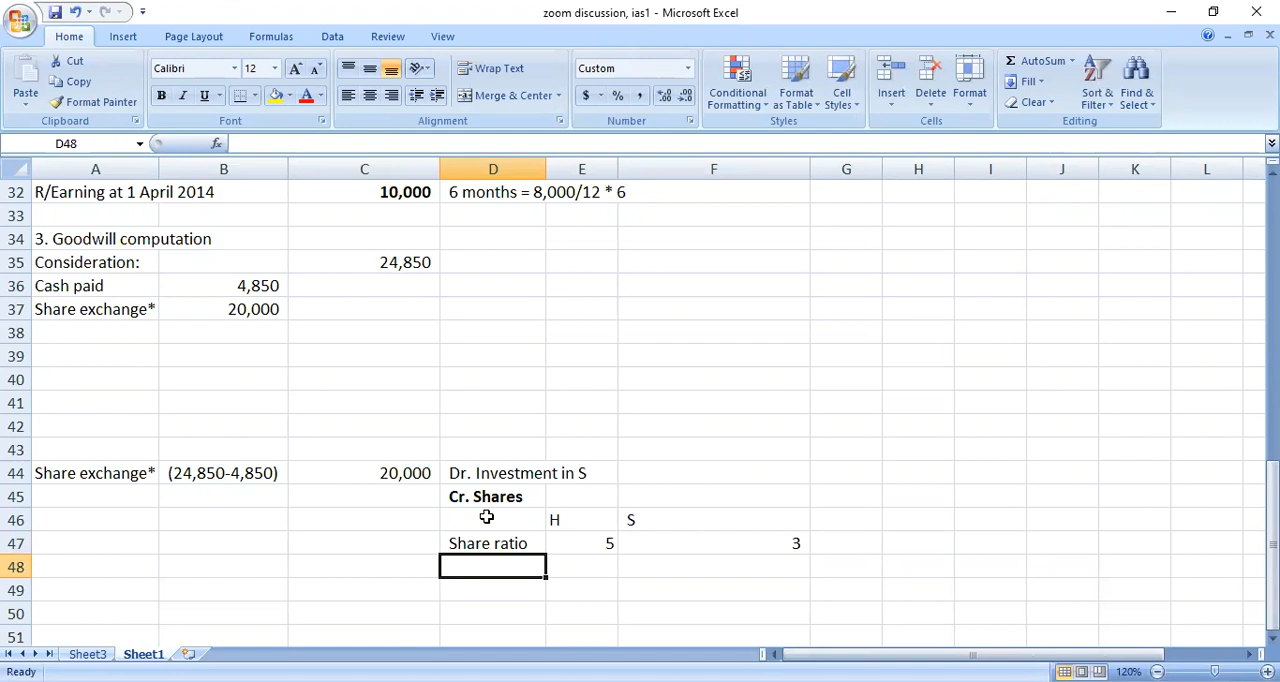 zoom discussion, ias1 - Microsoft Excel
Home Insert Page Layout Formulas Data Review View
Paste
Cut
Copy
Format Painter
Clipboard
Calibri 12 A A
B I U A
Font
Wrap Text
Merge & Center
Alignment
Custom
$ % , .0 .00 .00 .0
Number
Conditional Formatting
Format as Table
Cell Styles
Styles
Insert Delete Format
Cells
Σ AutoSum
Fill
Clear
Sort & Filter
Find & Select
Editing
D48 fx
A B C D E F G H I J K L
32 R/Earning at 1 April 2014 10,000 6 months = 8,000/12 * 6
33
34 3. Goodwill computation
35 Consideration: 24,850
36 Cash paid 4,850
37 Share exchange* 20,000
38
39
40
41
42
43
44 Share exchange* (24,850-4,850) 20,000 Dr. Investment in S
45 Cr. Shares
46 H S
47 Share ratio 5 3
48
49
50
51
Sheet3 Sheet1
Ready 120%